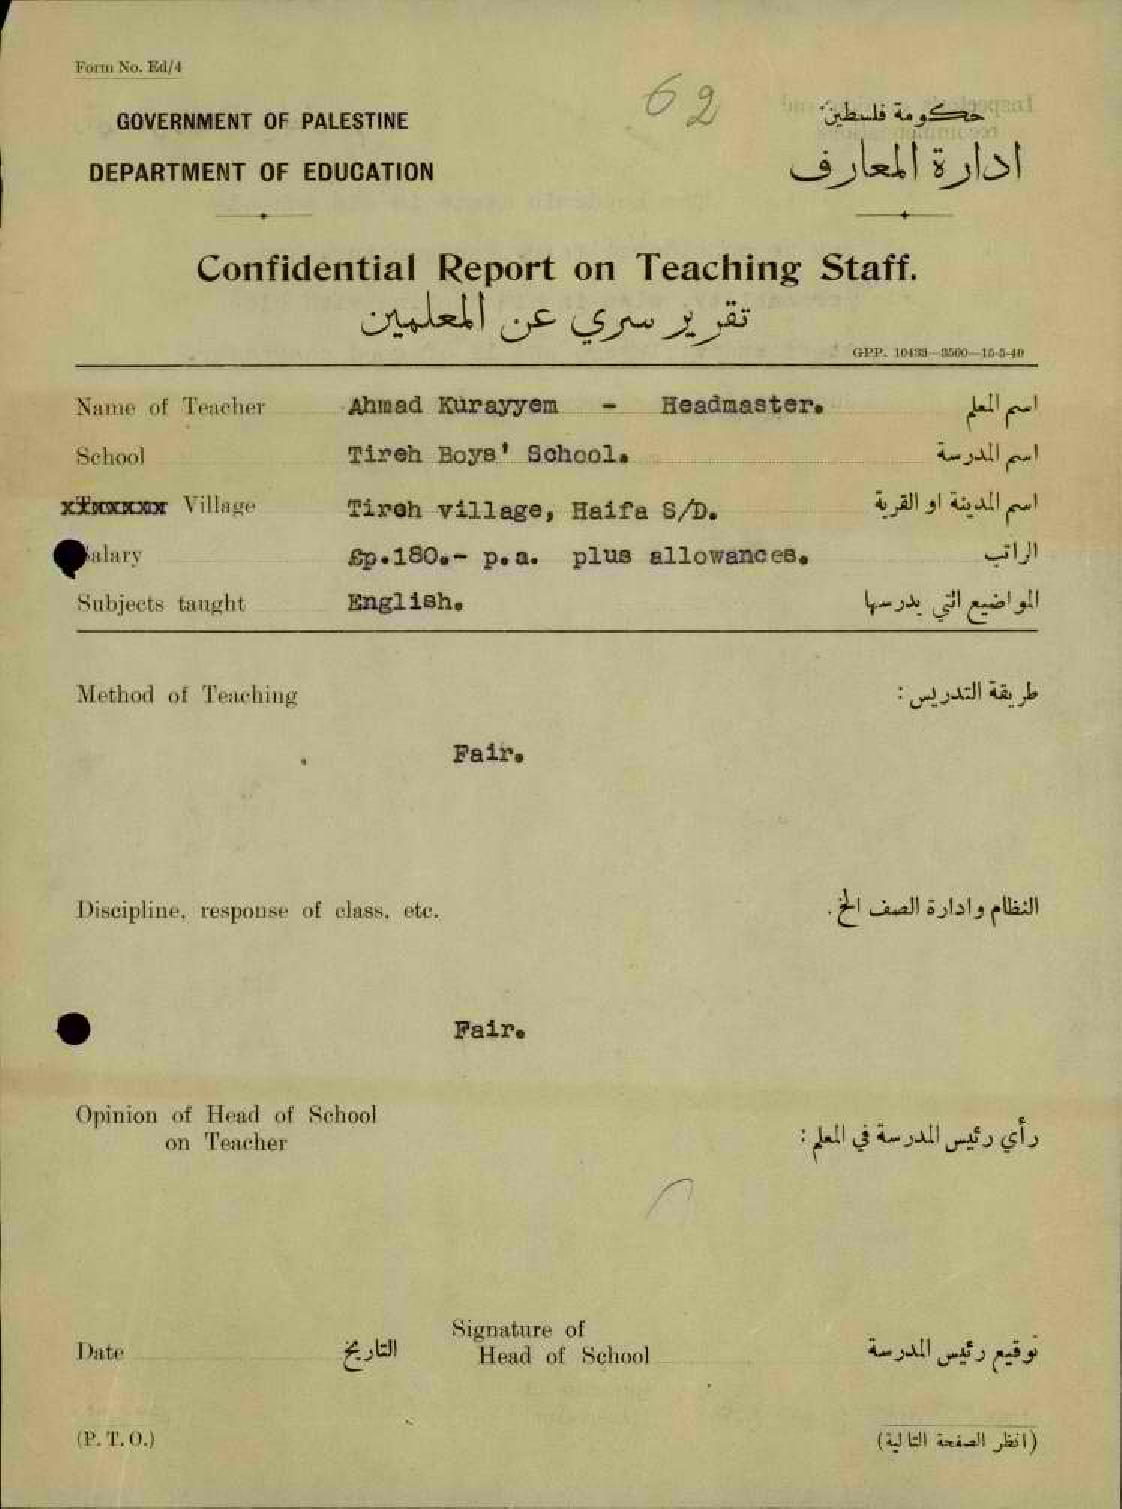 Form No. Ed/4
62
GOVERNMENT OF PALESTINE
حكومة فلسطين
DEPARTMENT OF EDUCATION
ادارة المعارف
Confidential Report on Teaching Staff.
تقرير سري عن المعلمين
GPP. 10433—3500—15-5-40
Name of Teacher Ahmad Kurayyem - Headmaster. اسم المعلم
School Tireh Boys' School. اسم المدرسة
Village Tireh village, Haifa S/D. اسم المدينة او القرية
Salary £p.180.- p.a. plus allowances. الراتب
Subjects taught English. المواضيع التي يدرسها
Method of Teaching طريقة التدريس :
Fair.
Discipline, response of class, etc. النظام وادارة الصف الخ.
Fair.
Opinion of Head of School
on Teacher رأي رئيس المدرسة في المعلم :
Signature of
Date التاريخ Head of School توقيع رئيس المدرسة
(P. T. O.) (انظر الصفحة التالية)